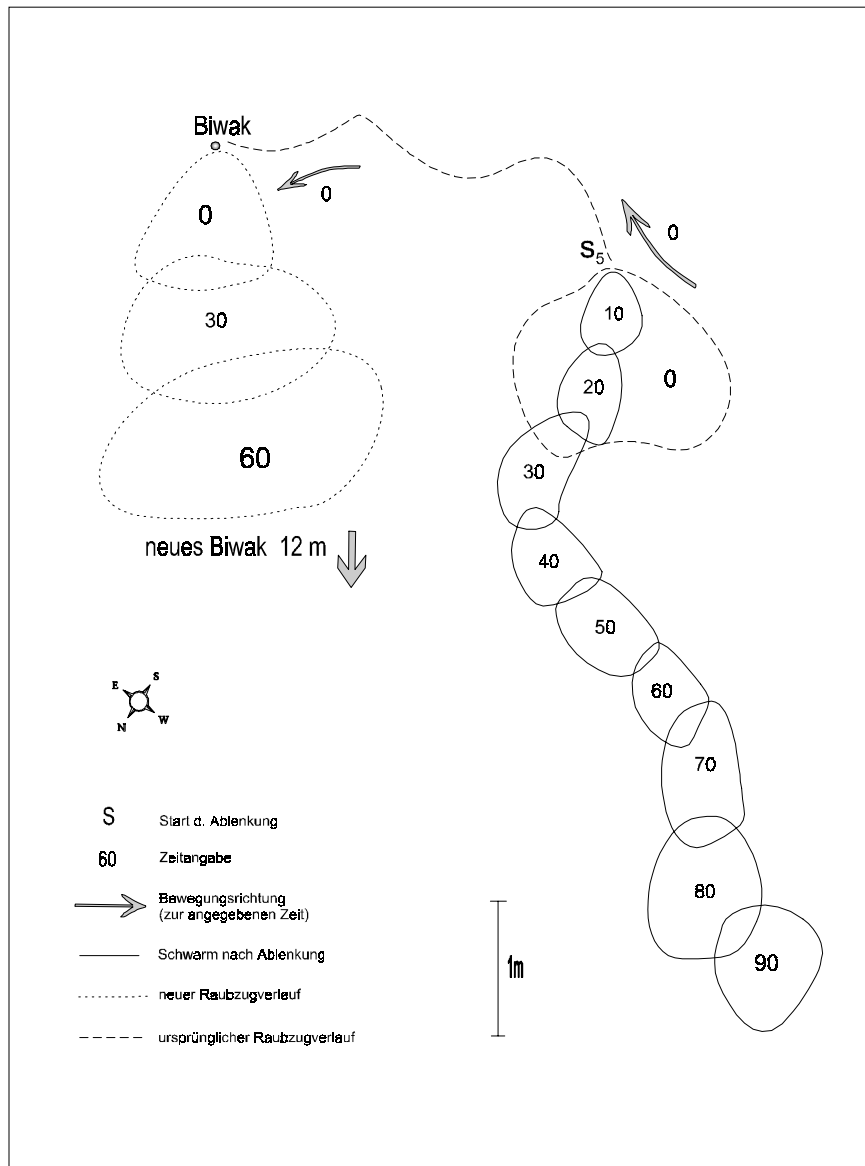 Biwak
0
0
0
S5
10
30
20
0
60
30
neues Biwak 12 m
40
50
E
S
N
W
60
70
S Start d. Ablenkung
60 Zeitangabe
Bewegungsrichtung
(zur angegebenen Zeit)
80
Schwarm nach Ablenkung
1m
90
neuer Raubzugverlauf
ursprünglicher Raubzugverlauf